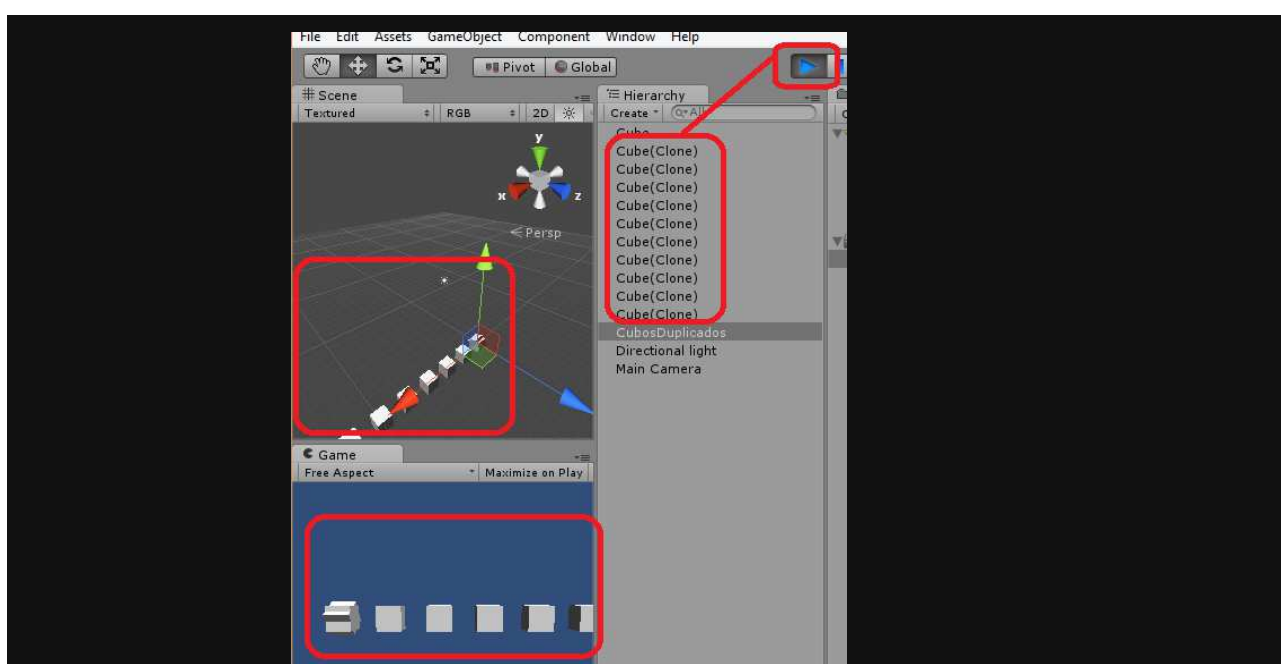 File Edit Assets GameObject Component Window Help
Pivot Global
Scene
Textured RGB 2D
y
x z
Persp
Game
Free Aspect Maximize on Play
Hierarchy
Create All
Cube
Cube(Clone)
Cube(Clone)
Cube(Clone)
Cube(Clone)
Cube(Clone)
Cube(Clone)
Cube(Clone)
Cube(Clone)
Cube(Clone)
Cube(Clone)
CubosDuplicados
Directional light
Main Camera